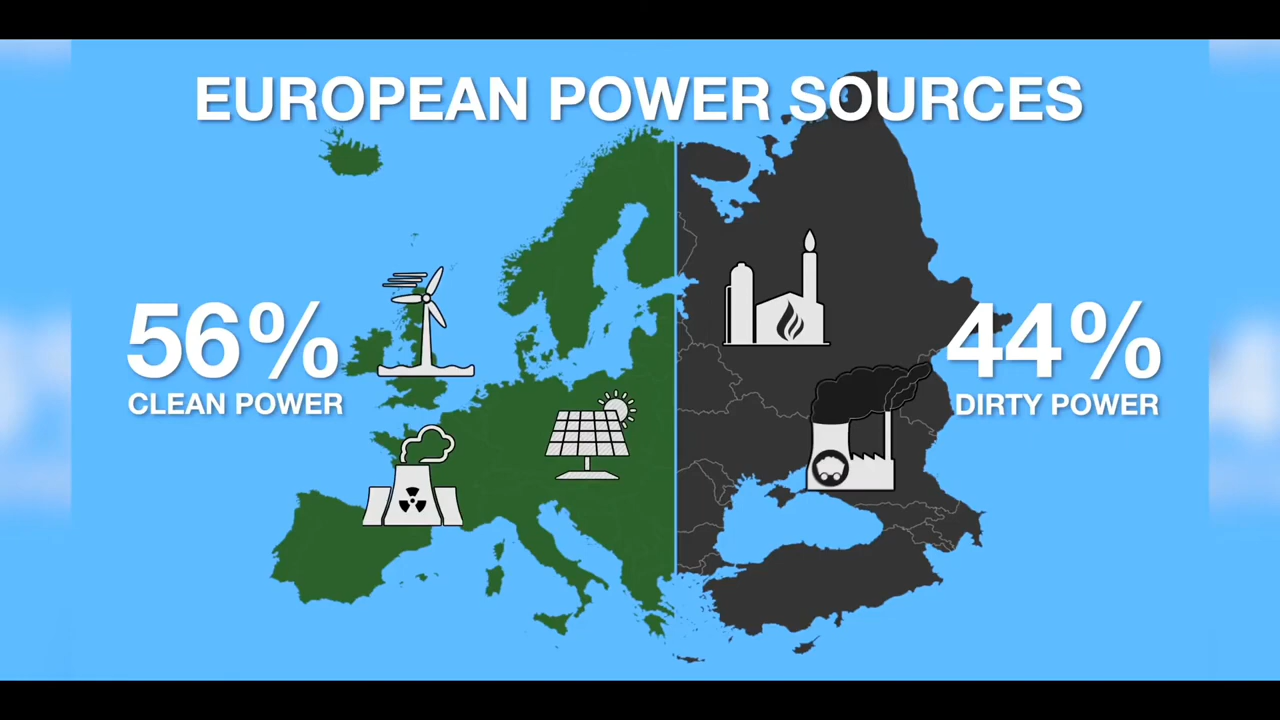 EUROPEAN POWER SOURCES
56%
CLEAN POWER
44%
DIRTY POWER